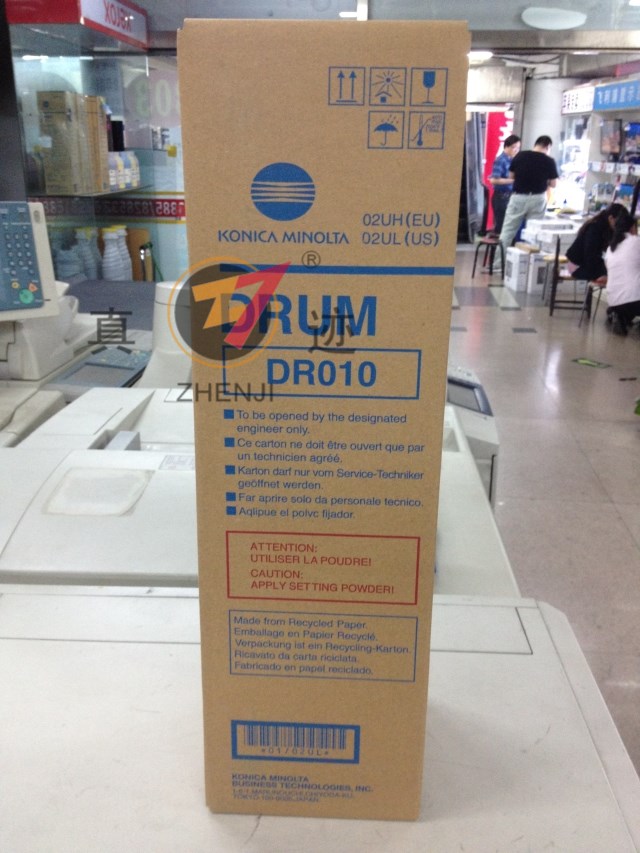 KONICA MINOLTA
02UH (EU)
02UL (US)
®
DRUM
DR010
真 迹
ZHENJI
To be opened by the designated
engineer only.
Ce carton ne doit être ouvert que par
un technicien agréé.
Karton darf nur vom Service-Techniker
geöffnet werden.
Far aprire solo da personale tecnico.
Aqlipue el polvc fijador.
ATTENTION:
UTILISER LA POUDRE!
CAUTION:
APPLY SETTING POWDER!
Made from Recycled Paper.
Emballage en Papier Recyclé.
Verpackung ist ein Recycling-Karton.
Ricavato da carta riciclata.
Fabricado en papel reciclado.
KONICA MINOLTA
BUSINESS TECHNOLOGIES, INC.